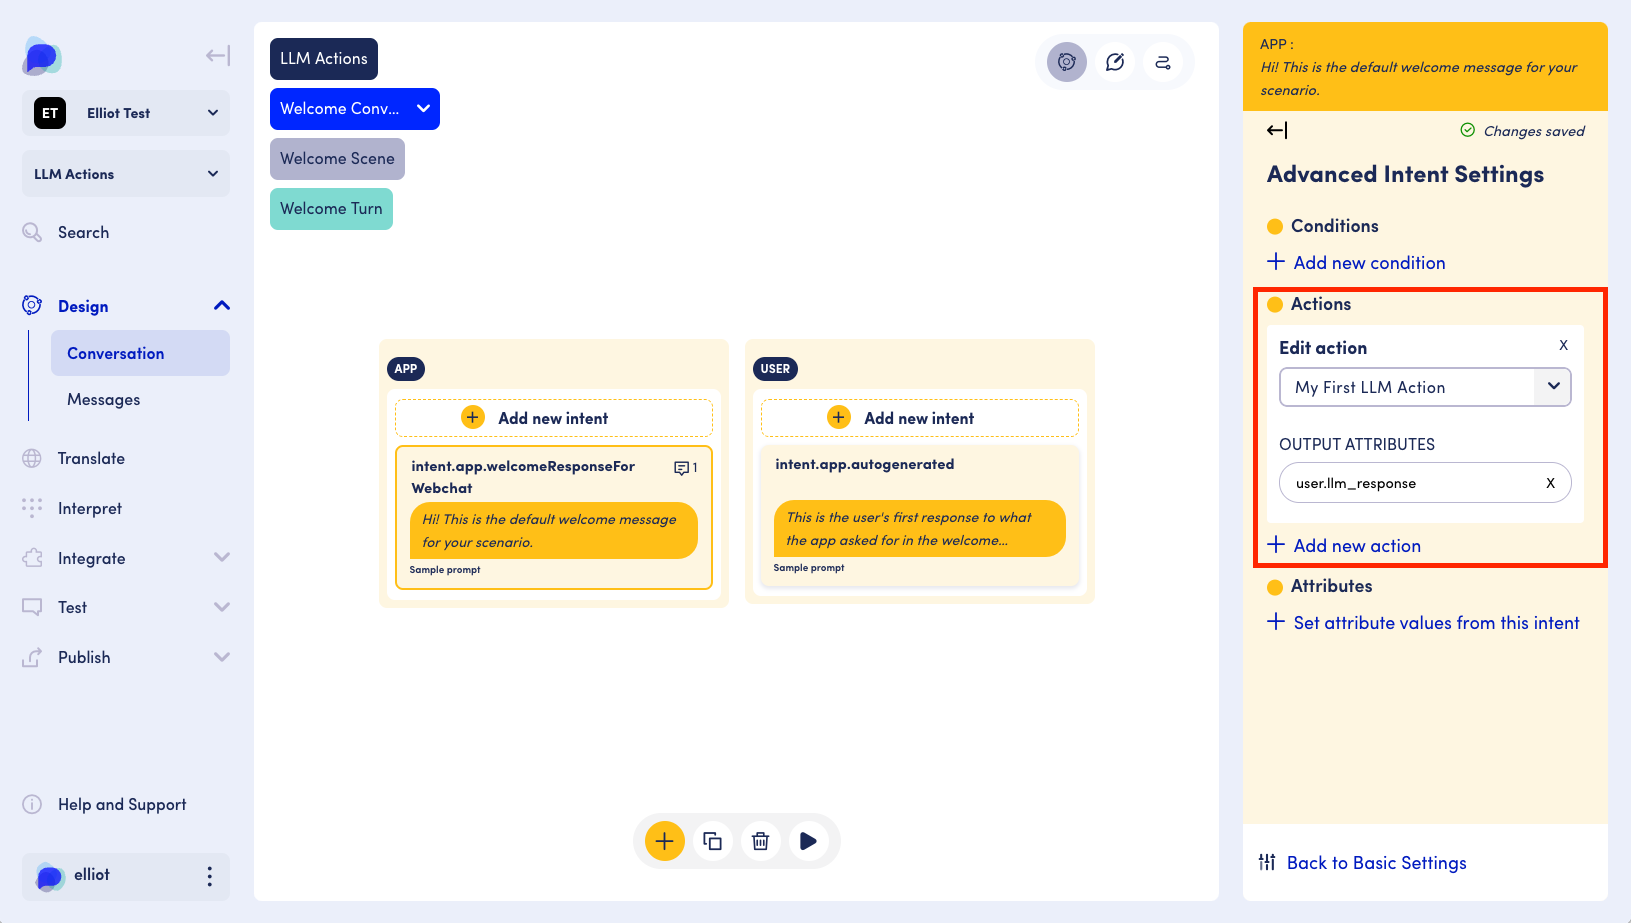 ET
Elliot Test
LLM Actions
Search
Design
Conversation
Messages
Translate
Interpret
Integrate
Test
Publish
Help and Support
elliot
LLM Actions
Welcome Conv...
Welcome Scene
Welcome Turn
APP
Add new intent
intent.app.welcomeResponseFor
Webchat
1
Hi! This is the default welcome message
for your scenario.
Sample prompt
USER
Add new intent
intent.app.autogenerated
This is the user's first response to what
the app asked for in the welcome...
Sample prompt
APP :
Hi! This is the default welcome message for your
scenario.
Changes saved
Advanced Intent Settings
Conditions
Add new condition
Actions
Edit action
X
My First LLM Action
OUTPUT ATTRIBUTES
user.llm_response X
Add new action
Attributes
Set attribute values from this intent
Back to Basic Settings